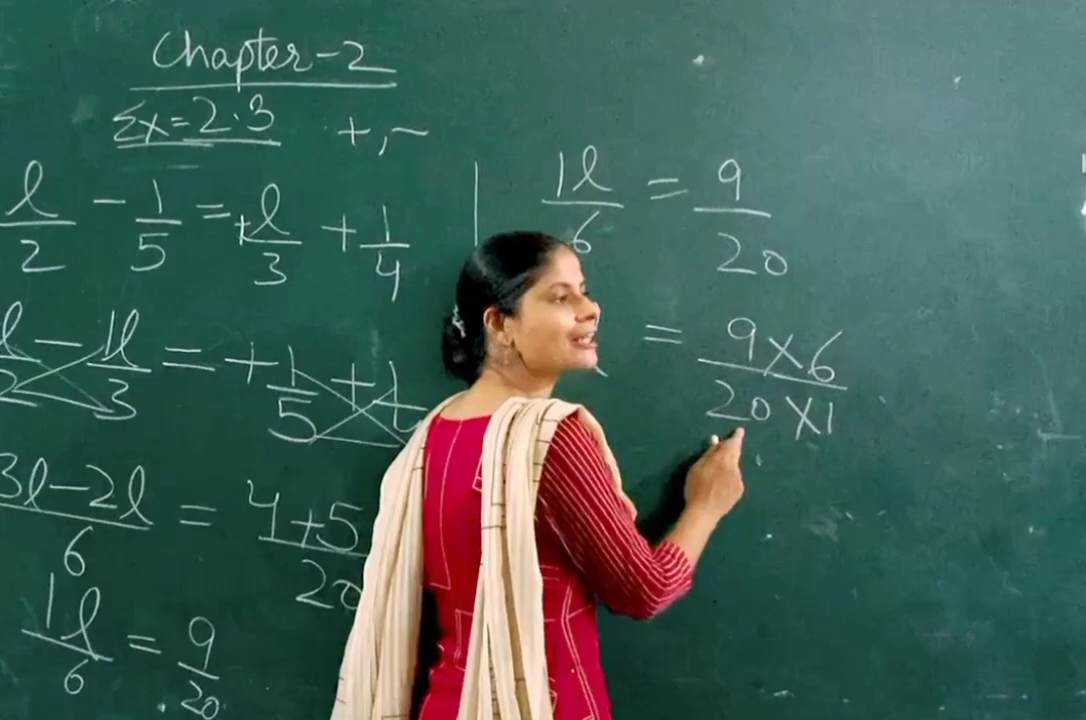 Chapter-2
Ex=2.3 +,-
l/2 - 1/5 = +l/3 + 1/4
l/2 - 1l/3 = +1/5 + 1/
3l-2l/6 = 4+5/20
1l/6 = 9/20
1l/6 = 9/20
= 9×6/20×1